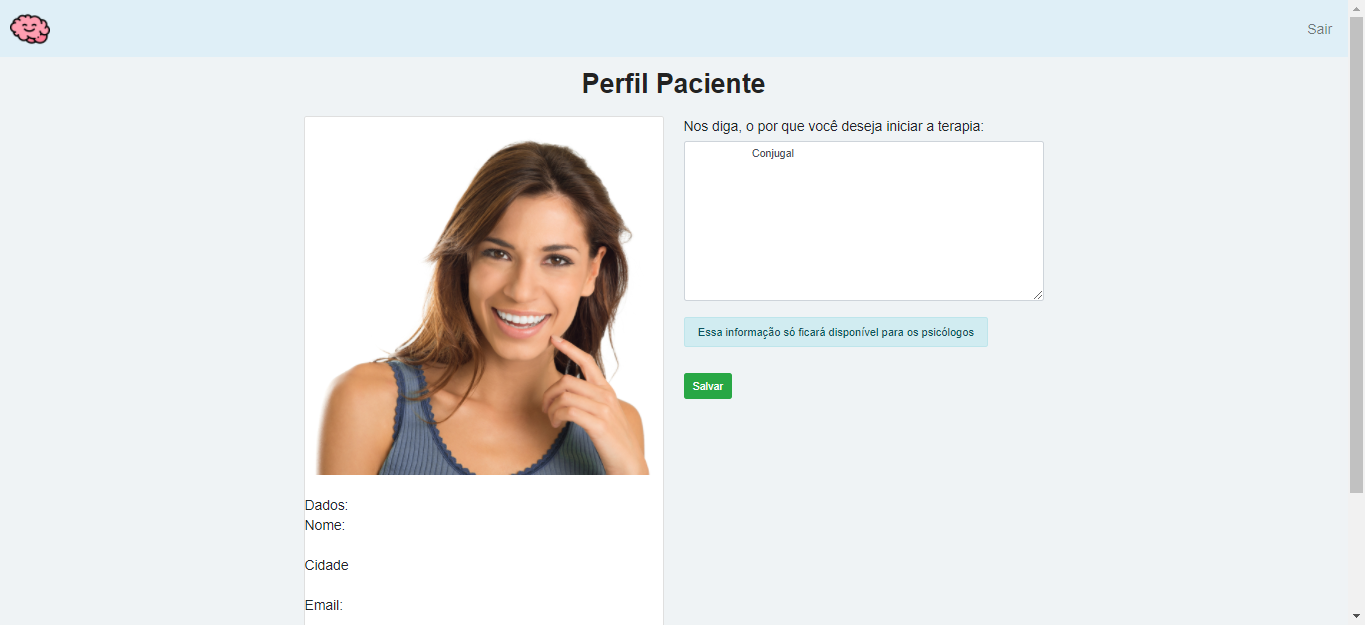 Sair
Perfil Paciente
Nos diga, o por que você deseja iniciar a terapia:
Conjugal
Essa informação só ficará disponível para os psicólogos
Salvar
Dados:
Nome:
Cidade
Email: